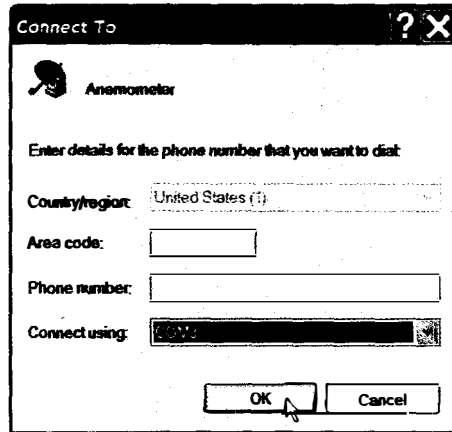 Connect To
Anemometer
Enter details for the phone number that you want to dial:
Country/region: United States (1)
Area code:
Phone number:
Connect using:
OK Cancel